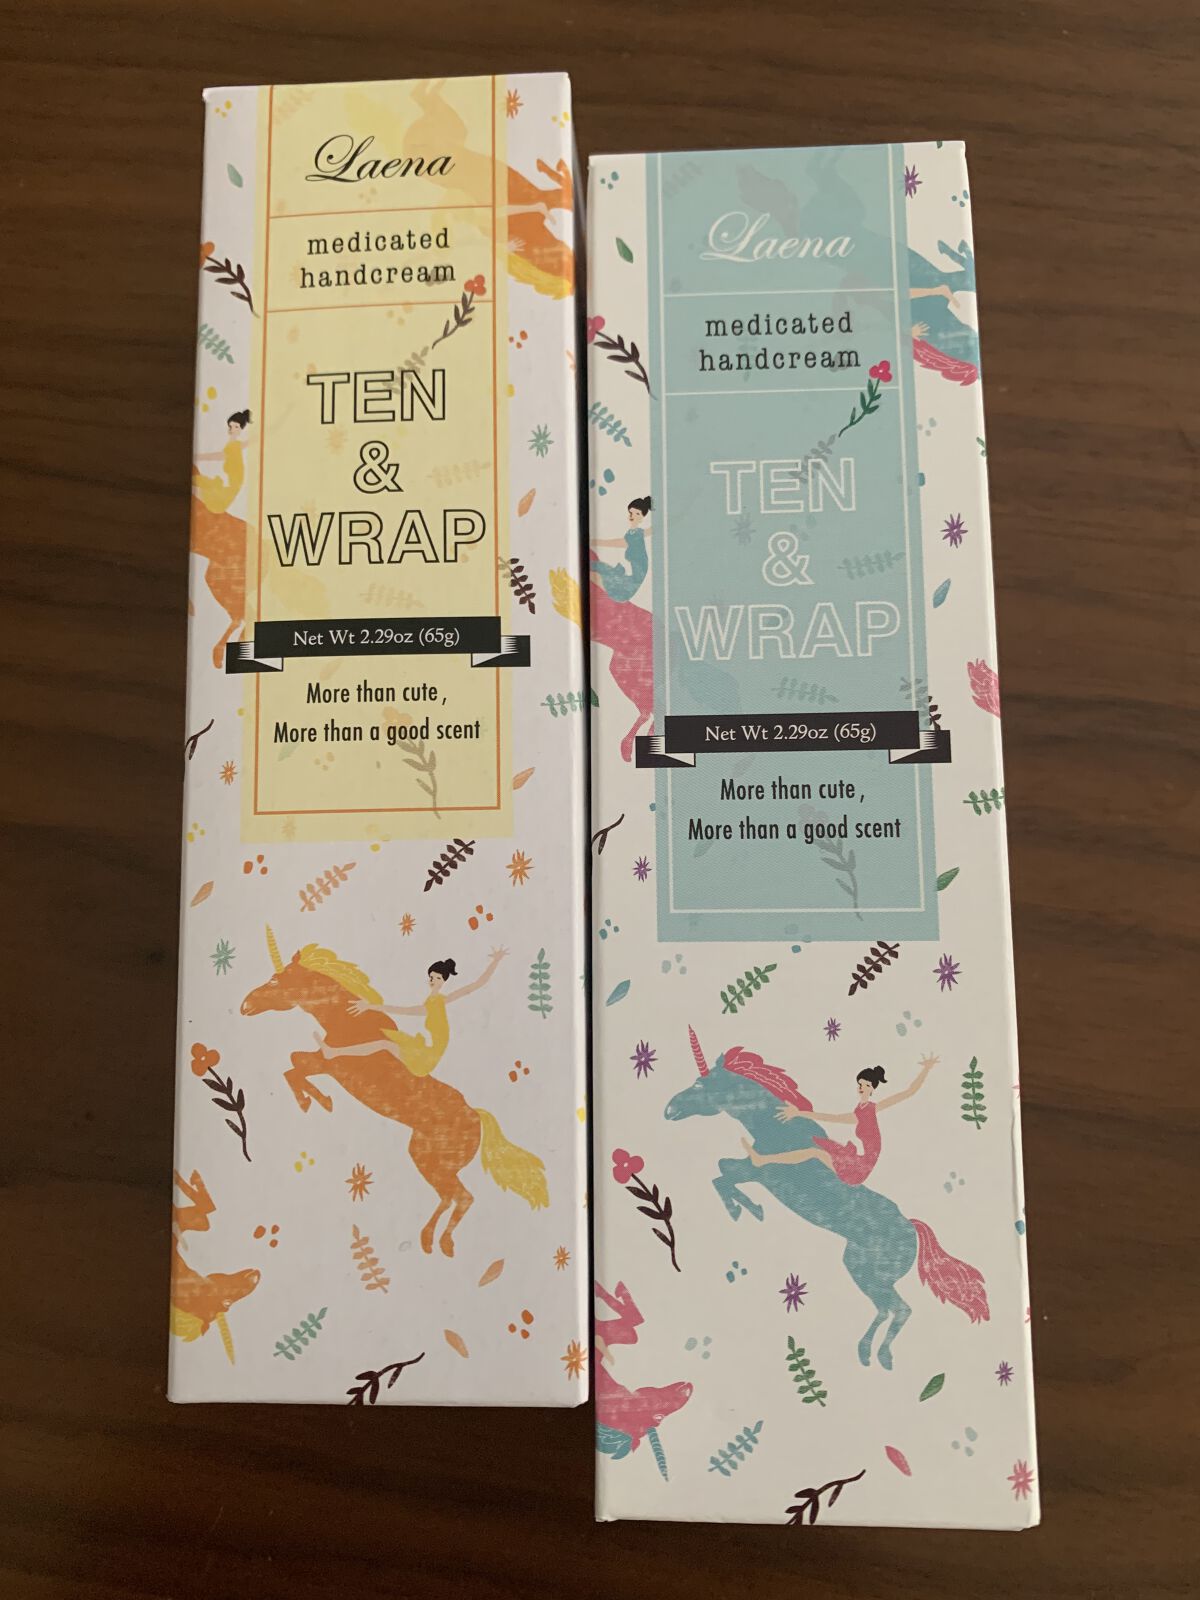 Laena
medicated
handcream
TEN
&
WRAP
Net Wt 2.29oz (65g)
More than cute,
More than a good scent
Laena
medicated
handcream
TEN
&
WRAP
Net Wt 2.29oz (65g)
More than cute,
More than a good scent